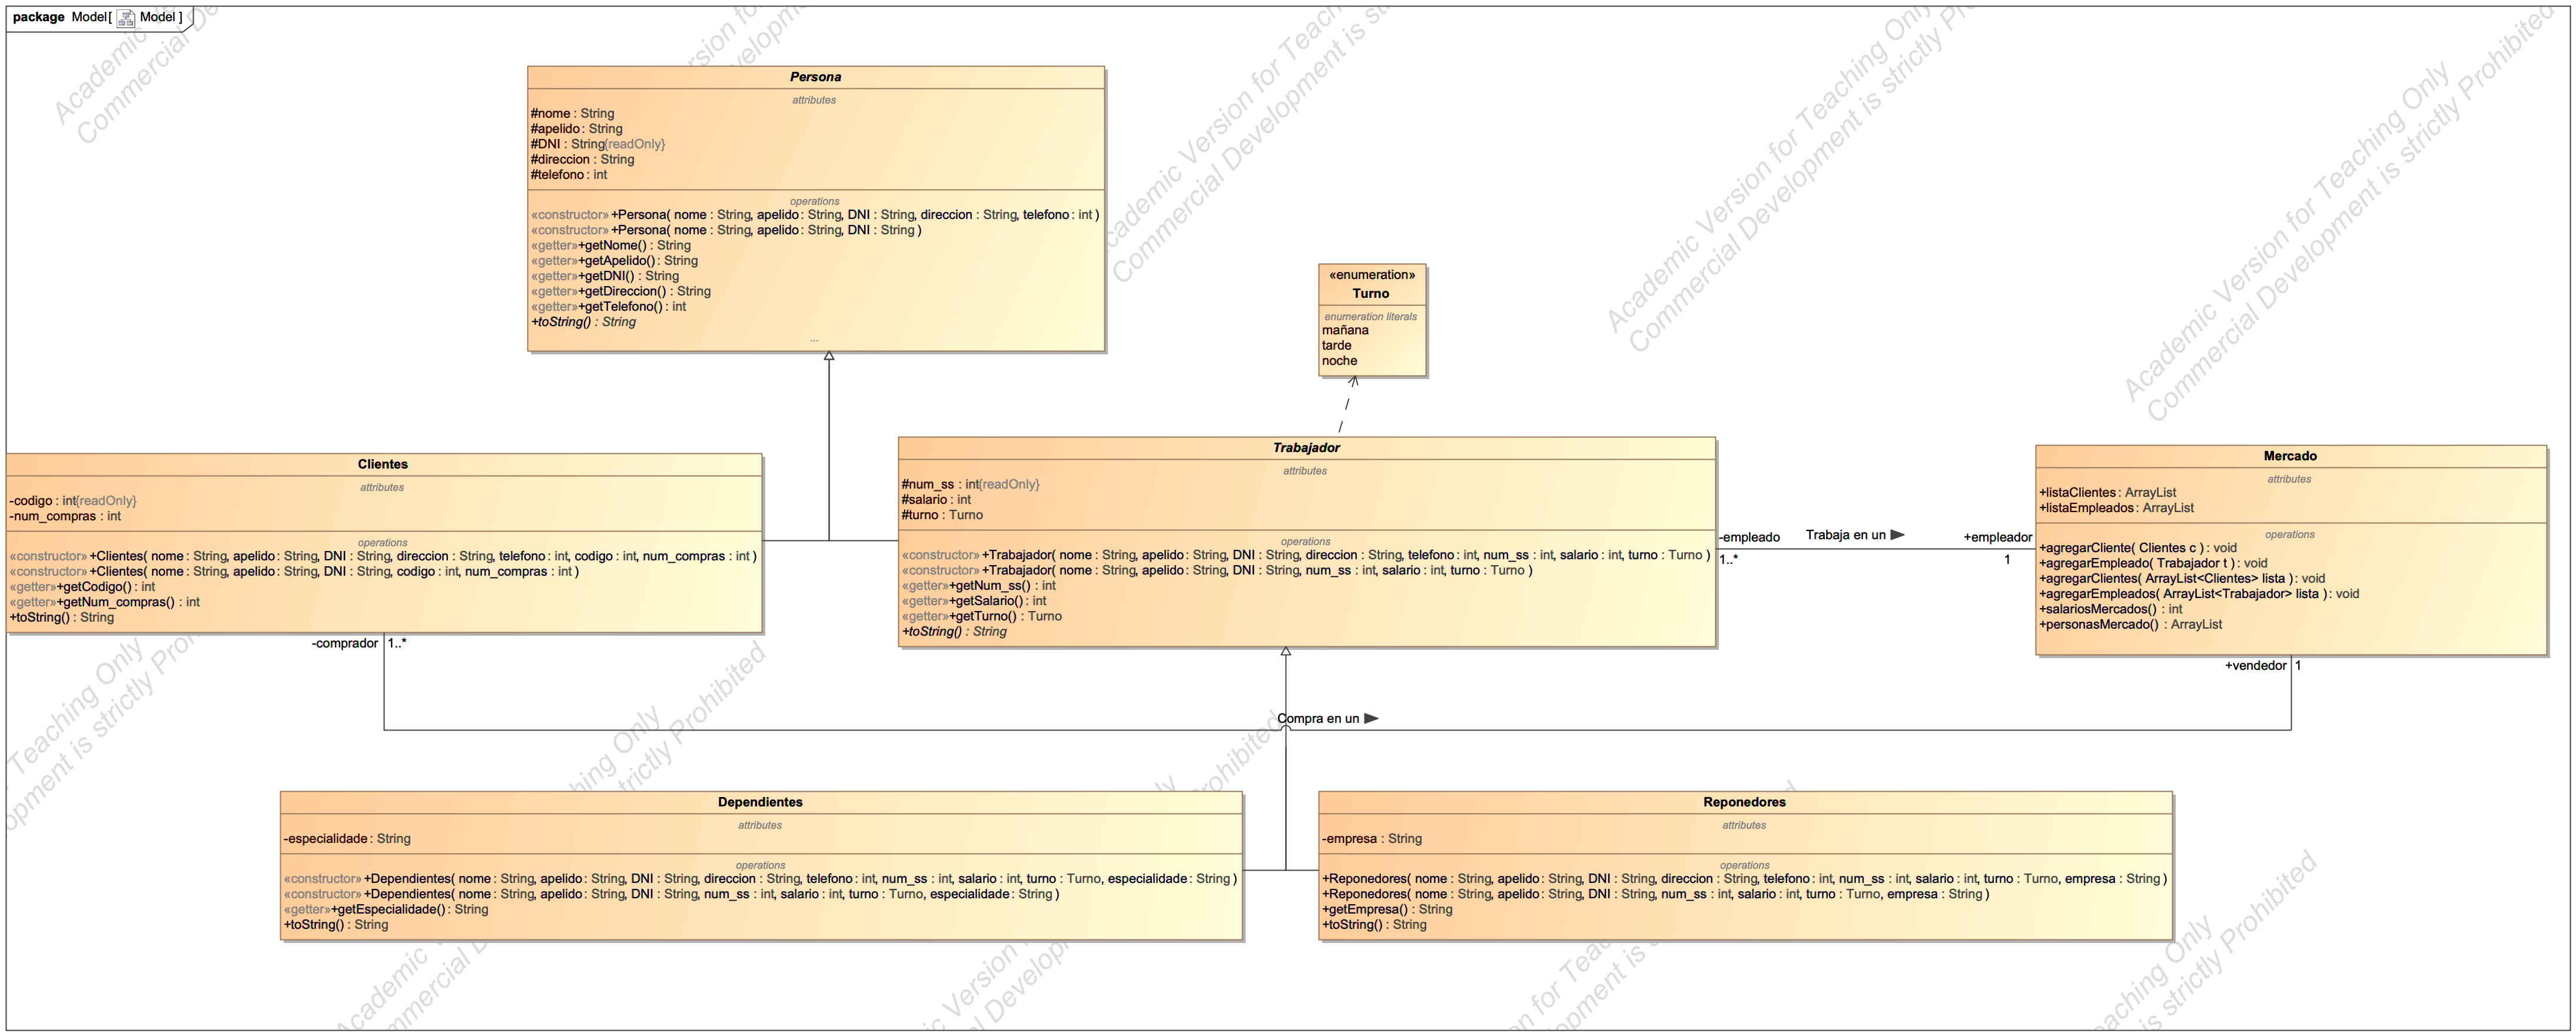 package Model[ Model ]
Persona
attributes
#nome : String
#apelido : String
#DNI : String{readOnly}
#direccion : String
#telefono : int
operations
«constructor» +Persona( nome : String, apelido : String, DNI : String, direccion : String, telefono : int )
«constructor» +Persona( nome : String, apelido : String, DNI : String )
«getter»+getNome() : String
«getter»+getApelido() : String
«getter»+getDNI() : String
«getter»+getDireccion() : String
«getter»+getTelefono() : int
+toString() : String
...
«enumeration»
Turno
enumeration literals
mañana
tarde
noche
Clientes
attributes
-codigo : int{readOnly}
-num_compras : int
operations
«constructor» +Clientes( nome : String, apelido : String, DNI : String, direccion : String, telefono : int, codigo : int, num_compras : int )
«constructor» +Clientes( nome : String, apelido : String, DNI : String, codigo : int, num_compras : int )
«getter»+getCodigo() : int
«getter»+getNum_compras() : int
+toString() : String
-comprador 1..*
Trabajador
attributes
#num_ss : int{readOnly}
#salario : int
#turno : Turno
operations
«constructor» +Trabajador( nome : String, apelido : String, DNI : String, direccion : String, telefono : int, num_ss : int, salario : int, turno : Turno )
«constructor» +Trabajador( nome : String, apelido : String, DNI : String, num_ss : int, salario : int, turno : Turno )
«getter»+getNum_ss() : int
«getter»+getSalario() : int
«getter»+getTurno() : Turno
+toString() : String
-empleado Trabaja en un +empleador
1..* 1
Mercado
attributes
+listaClientes : ArrayList
+listaEmpleados : ArrayList
operations
+agregarCliente( Clientes c ) : void
+agregarEmpleado( Trabajador t ) : void
+agregarClientes( ArrayList<Clientes> lista ) : void
+agregarEmpleados( ArrayList<Trabajador> lista ) : void
+salariosMercados() : int
+personasMercado() : ArrayList
+vendedor 1
Compra en un
Dependientes
attributes
-especialidade : String
operations
«constructor» +Dependientes( nome : String, apelido : String, DNI : String, direccion : String, telefono : int, num_ss : int, salario : int, turno : Turno, especialidade : String )
«constructor» +Dependientes( nome : String, apelido : String, DNI : String, num_ss : int, salario : int, turno : Turno, especialidade : String )
«getter»+getEspecialidade() : String
+toString() : String
Reponedores
attributes
-empresa : String
operations
+Reponedores( nome : String, apelido : String, DNI : String, direccion : String, telefono : int, num_ss : int, salario : int, turno : Turno, empresa : String )
+Reponedores( nome : String, apelido : String, DNI : String, num_ss : int, salario : int, turno : Turno, empresa : String )
+getEmpresa() : String
+toString() : String
Academic Version for Teaching Only
Commercial Development is strictly Prohibited